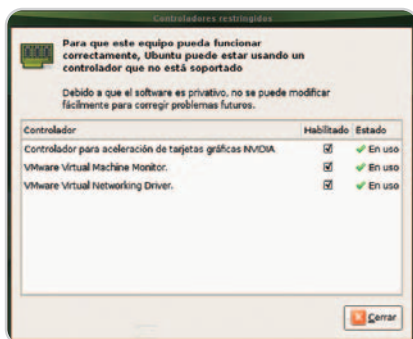 Controladores restringidos
Para que este equipo pueda funcionar
correctamente, Ubuntu puede estar usando un
controlador que no está soportado
Debido a que el software es privativo, no se puede modificar
fácilmente para corregir problemas futuros.
Controlador Habilitado Estado
Controlador para aceleración de tarjetas gráficas NVIDIA En uso
VMware Virtual Machine Monitor. En uso
VMware Virtual Networking Driver. En uso
Cerrar